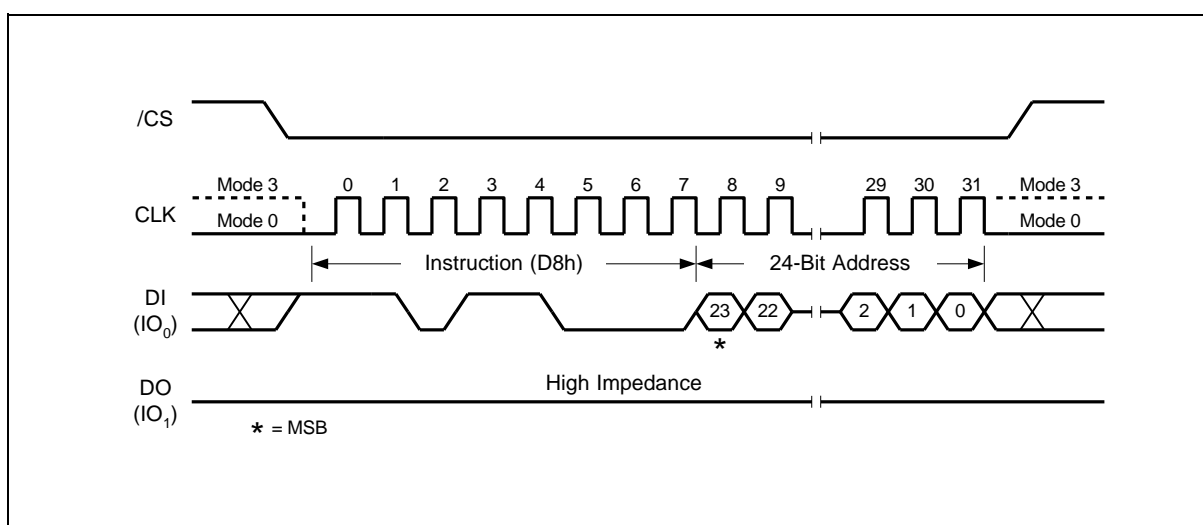 /CS
Mode 3 0 1 2 3 4 5 6 7 8 9 29 30 31 Mode 3
CLK
Mode 0 Mode 0
Instruction (D8h) 24-Bit Address
DI
(IO0)
23 22 2 1 0
*
High Impedance
DO
(IO1)
* = MSB